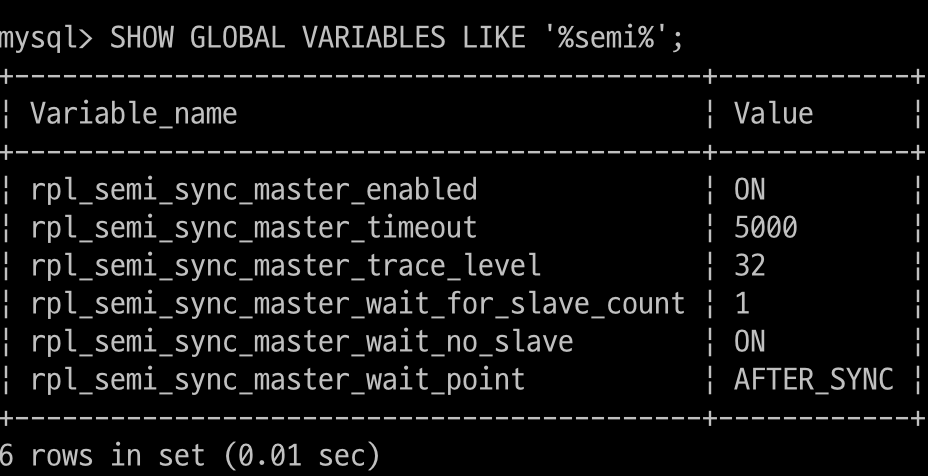 mysql> SHOW GLOBAL VARIABLES LIKE '%semi%';
+-------------------------------------------+------------+
| Variable_name                             | Value      |
+-------------------------------------------+------------+
| rpl_semi_sync_master_enabled              | ON         |
| rpl_semi_sync_master_timeout              | 5000       |
| rpl_semi_sync_master_trace_level          | 32         |
| rpl_semi_sync_master_wait_for_slave_count | 1          |
| rpl_semi_sync_master_wait_no_slave        | ON         |
| rpl_semi_sync_master_wait_point           | AFTER_SYNC |
+-------------------------------------------+------------+
6 rows in set (0.01 sec)